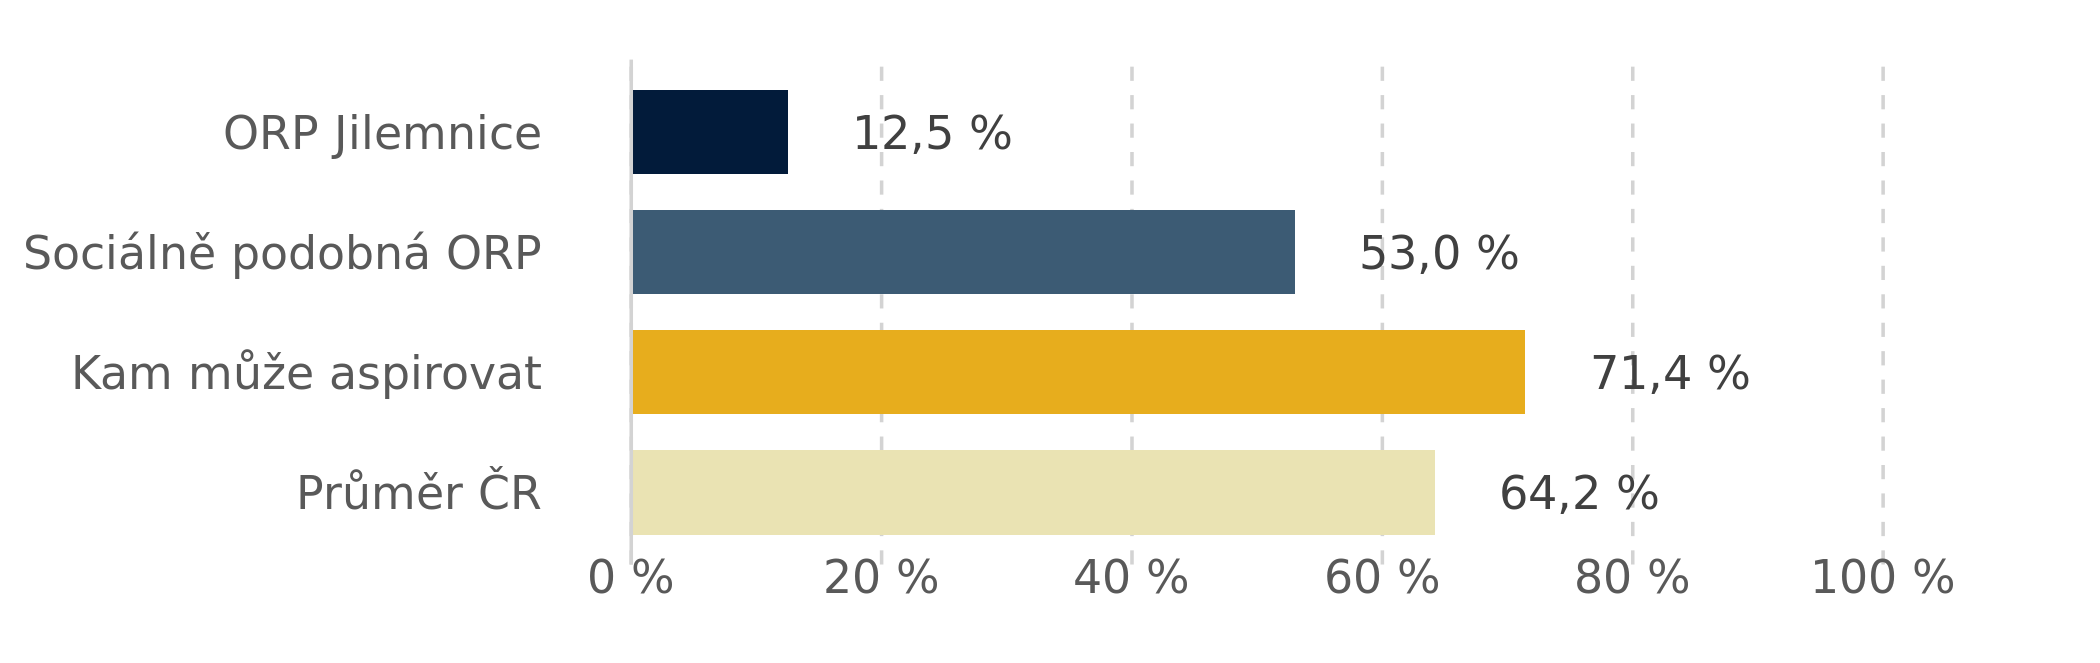 ORP Jilemnice
12,5 %
Sociálně podobná ORP
53,0 %
Kam může aspirovat
71,4 %
Průměr ČR
64,2 %
0 % 20 % 40 % 60 % 80 % 100 %